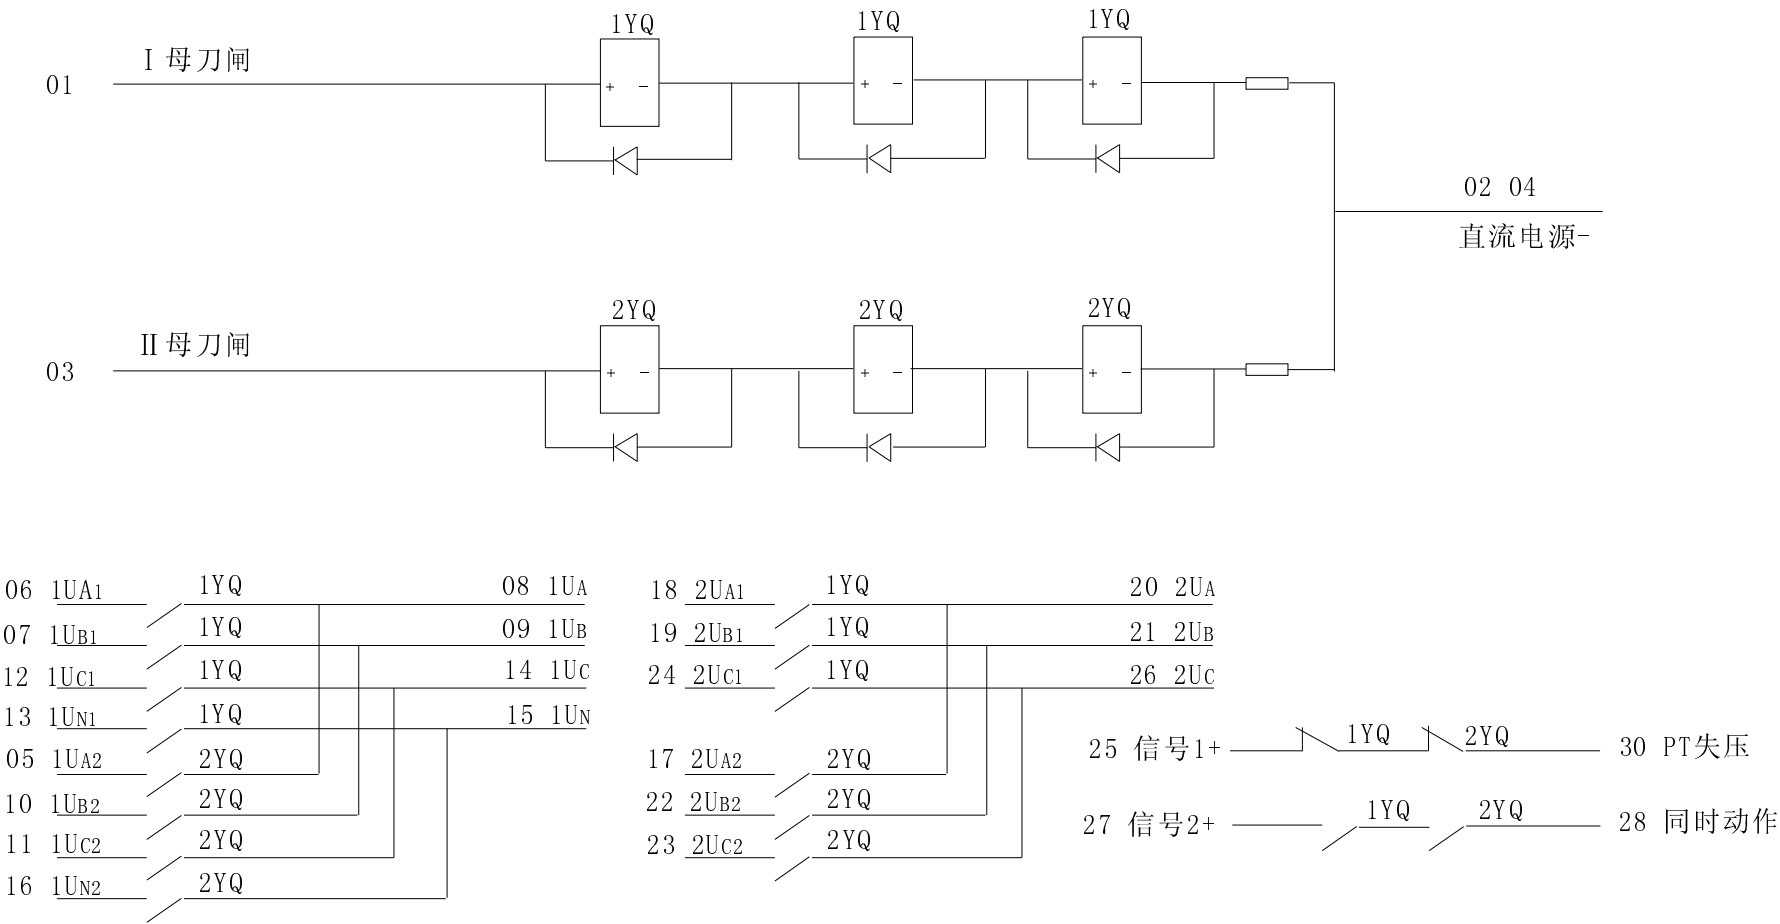 1YQ 1YQ 1YQ
I 母刀闸
01
+ − + − + −
02 04
直流电源-
2YQ 2YQ 2YQ
II 母刀闸
03
+ − + − + −
06 1UA1 1YQ 08 1UA
07 1UB1 1YQ 09 1UB
12 1UC1 1YQ 14 1UC
13 1UN1 1YQ 15 1UN
05 1UA2 2YQ
10 1UB2 2YQ
11 1UC2 2YQ
16 1UN2 2YQ
18 2UA1 1YQ 20 2UA
19 2UB1 1YQ 21 2UB
24 2UC1 1YQ 26 2UC
17 2UA2 2YQ
22 2UB2 2YQ
23 2UC2 2YQ
25 信号1+ 1YQ 2YQ 30 PT失压
27 信号2+ 1YQ 2YQ 28 同时动作